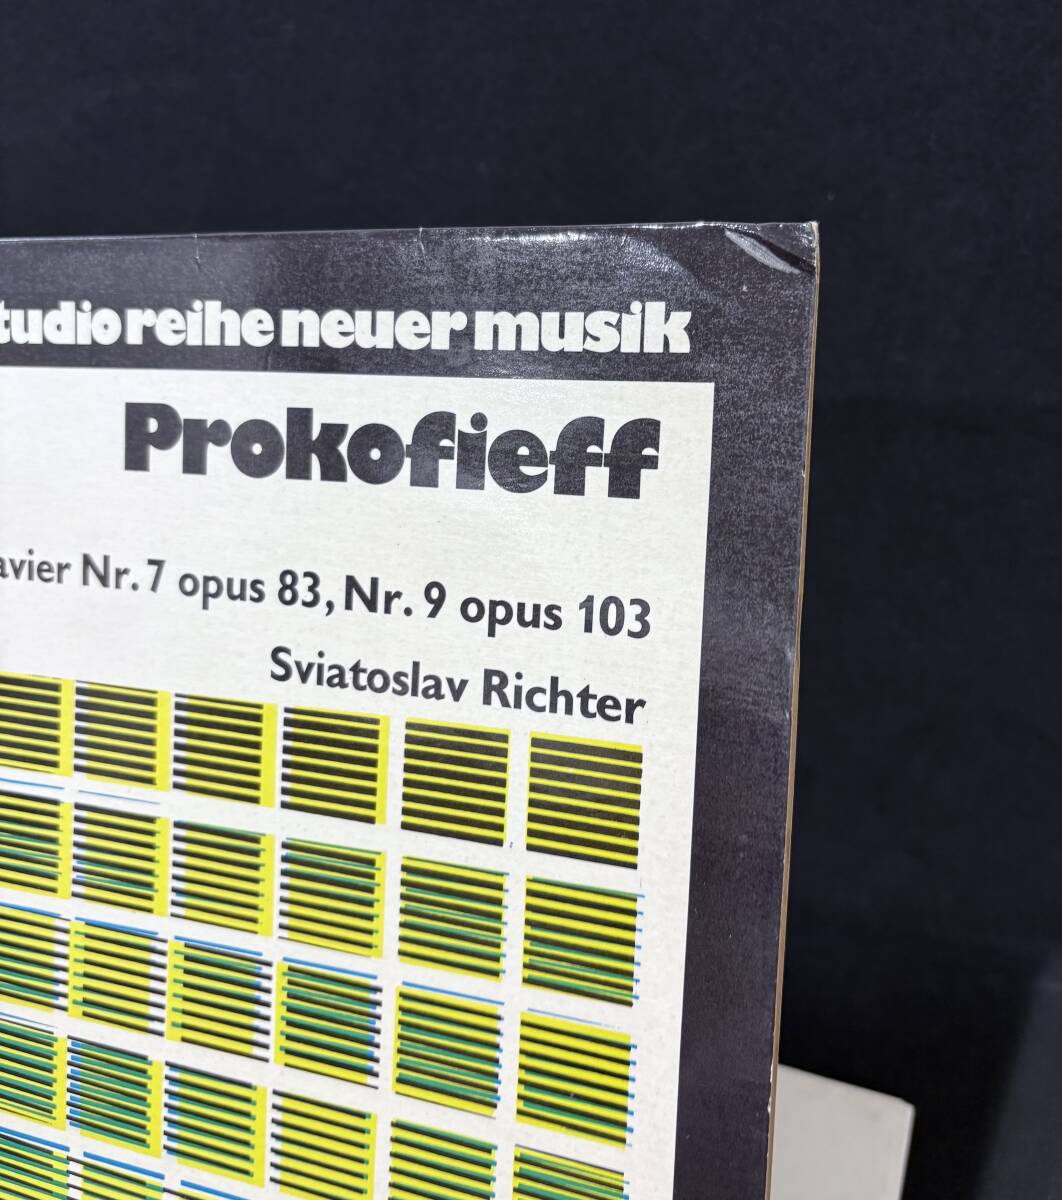 tudio reihe neuer musik
Prokofieff
avier Nr. 7 opus 83, Nr. 9 opus 103
Sviatoslav Richter